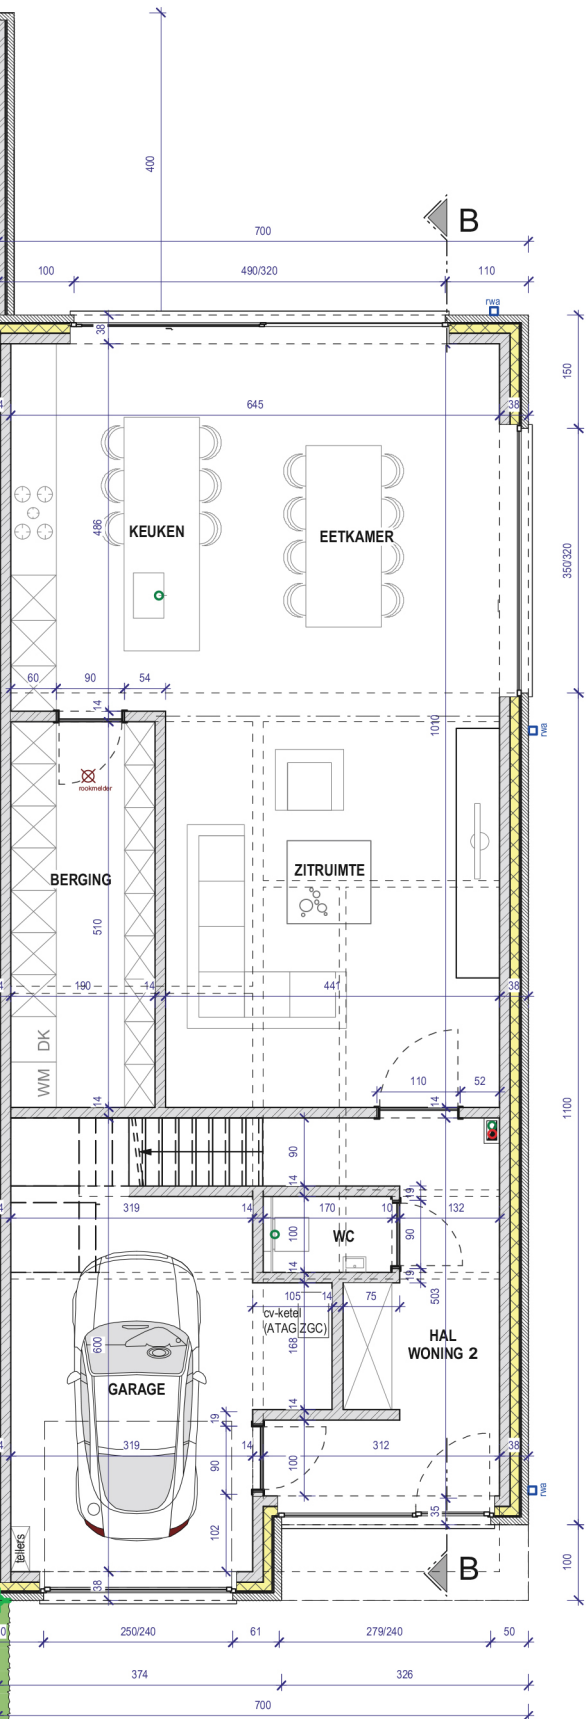 400
B
700
100 490/320 110
rwa
38
150
645 38
486
KEUKEN
EETKAMER
350/320
60 90 54
14
1010
rwa
rookmelder
BERGING
ZITRUIMTE
510
190 14 441 38
DK
WM
110 52
14
14
1100
90
14
19
319 14 170 10 132
100
WC
90
14
19
105 14 75
503
cv-ketel
(ATAG ZGC)
168
HAL
WONING 2
600
GARAGE
14
19
319 14 312 38
90
100
rwa
35
102
tellers
100
B
38
250/240 61 279/240 50
374 326
700